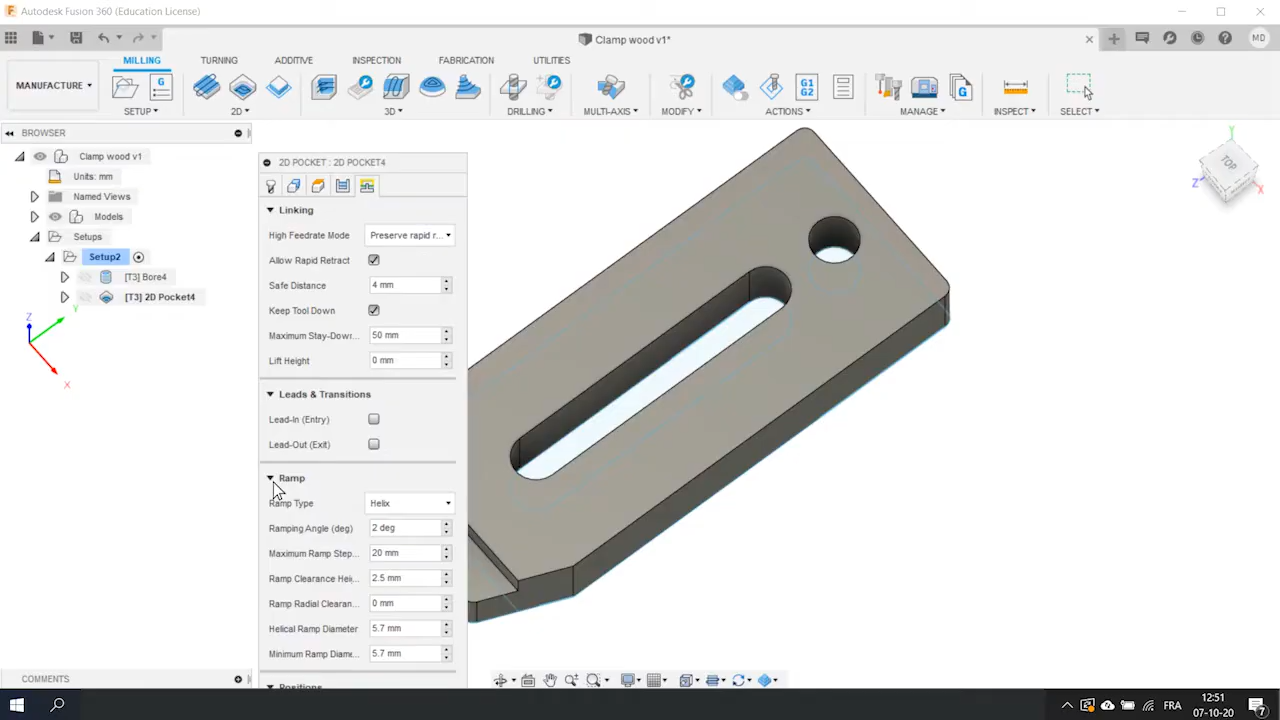 Autodesk Fusion 360 (Education License)
Clamp wood v1*
MD
MANUFACTURE
MILLING
TURNING
ADDITIVE
INSPECTION
FABRICATION
UTILITIES
SETUP
2D
3D
DRILLING
MULTI-AXIS
MODIFY
ACTIONS
MANAGE
INSPECT
SELECT
G
G1
G2
G
BROWSER
Clamp wood v1
Units: mm
Named Views
Models
Setups
Setup2
[T3] Bore4
[T3] 2D Pocket4
Z
Y
X
2D POCKET : 2D POCKET4
Linking
High Feedrate Mode
Preserve rapid r...
Allow Rapid Retract
Safe Distance
4 mm
Keep Tool Down
Maximum Stay-Dow...
50 mm
Lift Height
0 mm
Leads & Transitions
Lead-In (Entry)
Lead-Out (Exit)
Ramp
Ramp Type
Helix
Ramping Angle (deg)
2 deg
Maximum Ramp Step...
20 mm
Ramp Clearance Hei...
2.5 mm
Ramp Radial Clearan...
0 mm
Helical Ramp Diameter
5.7 mm
Minimum Ramp Diame...
5.7 mm
Positions
Y
TOP
Z
X
COMMENTS
FRA
12:51
07-10-20
7